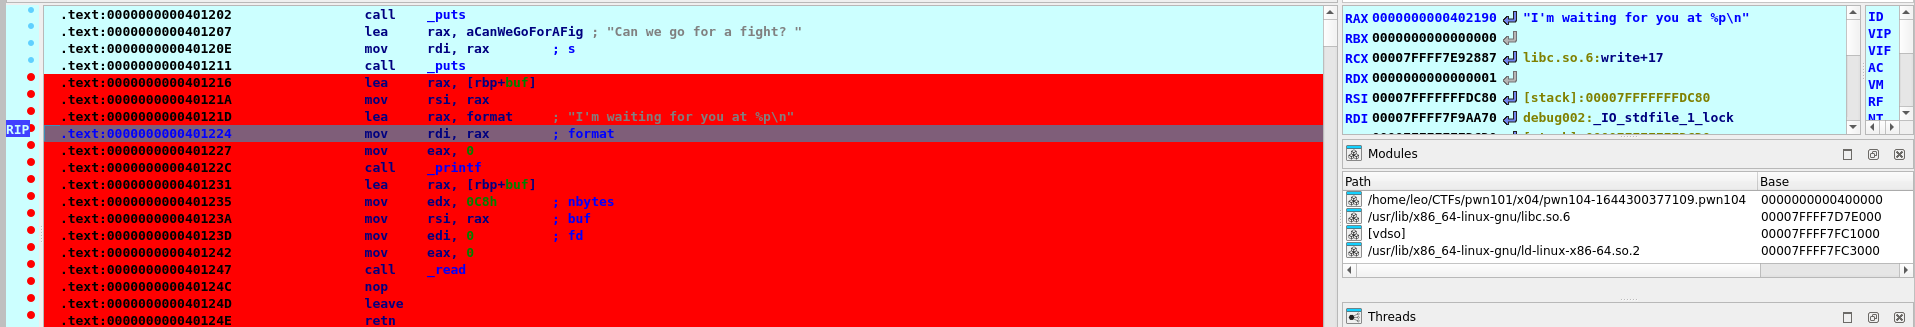 .text:0000000000401202 call _puts
.text:0000000000401207 lea rax, aCanWeGoForAFig ; "Can we go for a fight? "
.text:000000000040120E mov rdi, rax ; s
.text:0000000000401211 call _puts
.text:0000000000401216 lea rax, [rbp+buf]
.text:000000000040121A mov rsi, rax
.text:000000000040121D lea rax, format ; "I'm waiting for you at %p\n"
RIP .text:0000000000401224 mov rdi, rax ; format
.text:0000000000401227 mov eax, 0
.text:000000000040122C call _printf
.text:0000000000401231 lea rax, [rbp+buf]
.text:0000000000401235 mov edx, 0C8h ; nbytes
.text:000000000040123A mov rsi, rax ; buf
.text:000000000040123D mov edi, 0 ; fd
.text:0000000000401242 mov eax, 0
.text:0000000000401247 call _read
.text:000000000040124C nop
.text:000000000040124D leave
.text:000000000040124E retn
RAX 0000000000402190 "I'm waiting for you at %p\n"
RBX 0000000000000000
RCX 00007FFFF7E92887 libc.so.6:write+17
RDX 0000000000000001
RSI 00007FFFFFFFDC80 [stack]:00007FFFFFFFDC80
RDI 00007FFFF7F9AA70 debug002:_IO_stdfile_1_lock
ID
VIP
VIF
AC
VM
RF
NT
Modules
Path Base
/home/leo/CTFs/pwn101/x04/pwn104-1644300377109.pwn104 0000000000400000
/usr/lib/x86_64-linux-gnu/libc.so.6 00007FFFF7D7E000
[vdso] 00007FFFF7FC1000
/usr/lib/x86_64-linux-gnu/ld-linux-x86-64.so.2 00007FFFF7FC3000
Threads